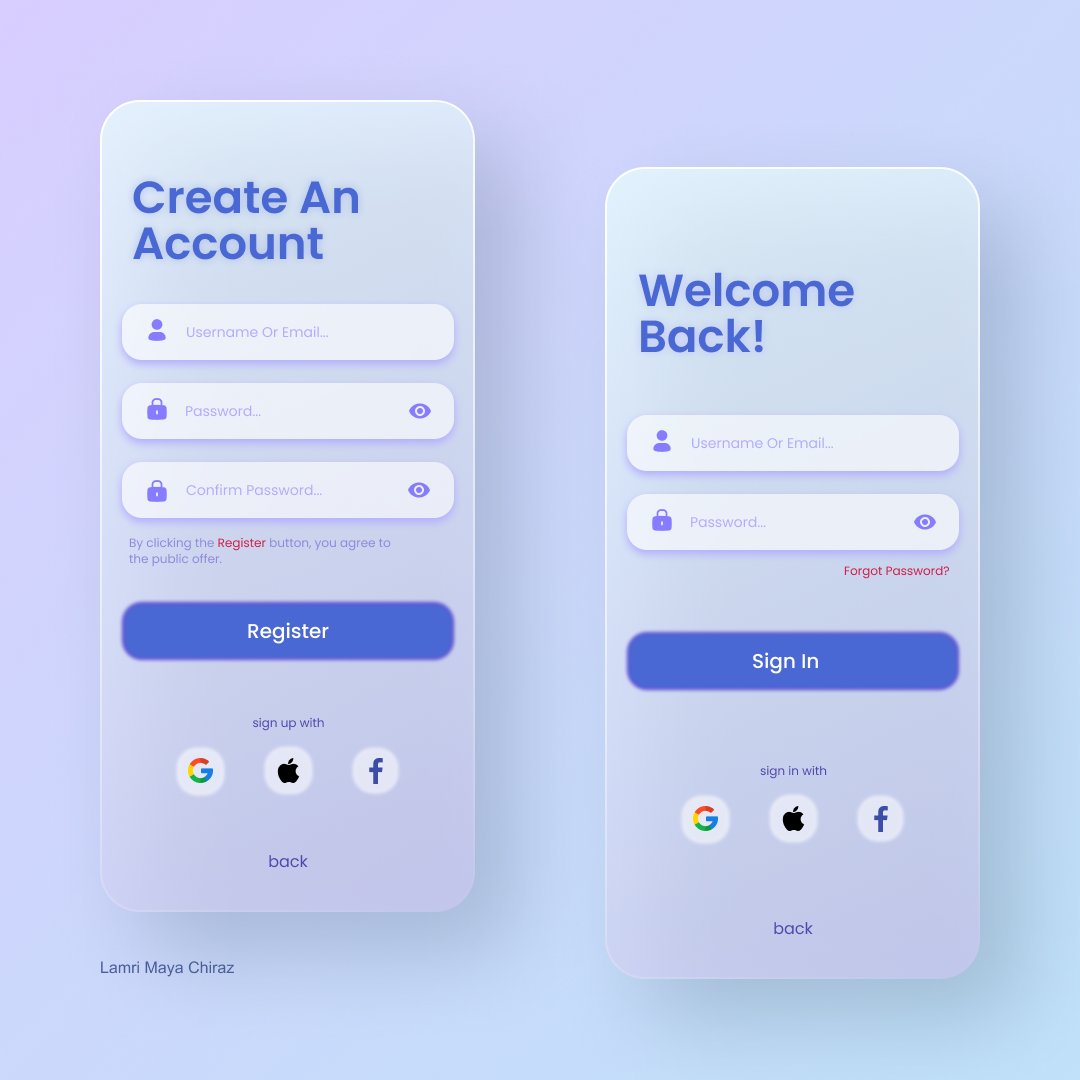 Create An
Account
Username Or Email...
Password...
Confirm Password...
By clicking the Register button, you agree to
the public offer.
Register
sign up with
back
Lamri Maya Chiraz
Welcome
Back!
Username Or Email...
Password...
Forgot Password?
Sign In
sign in with
back